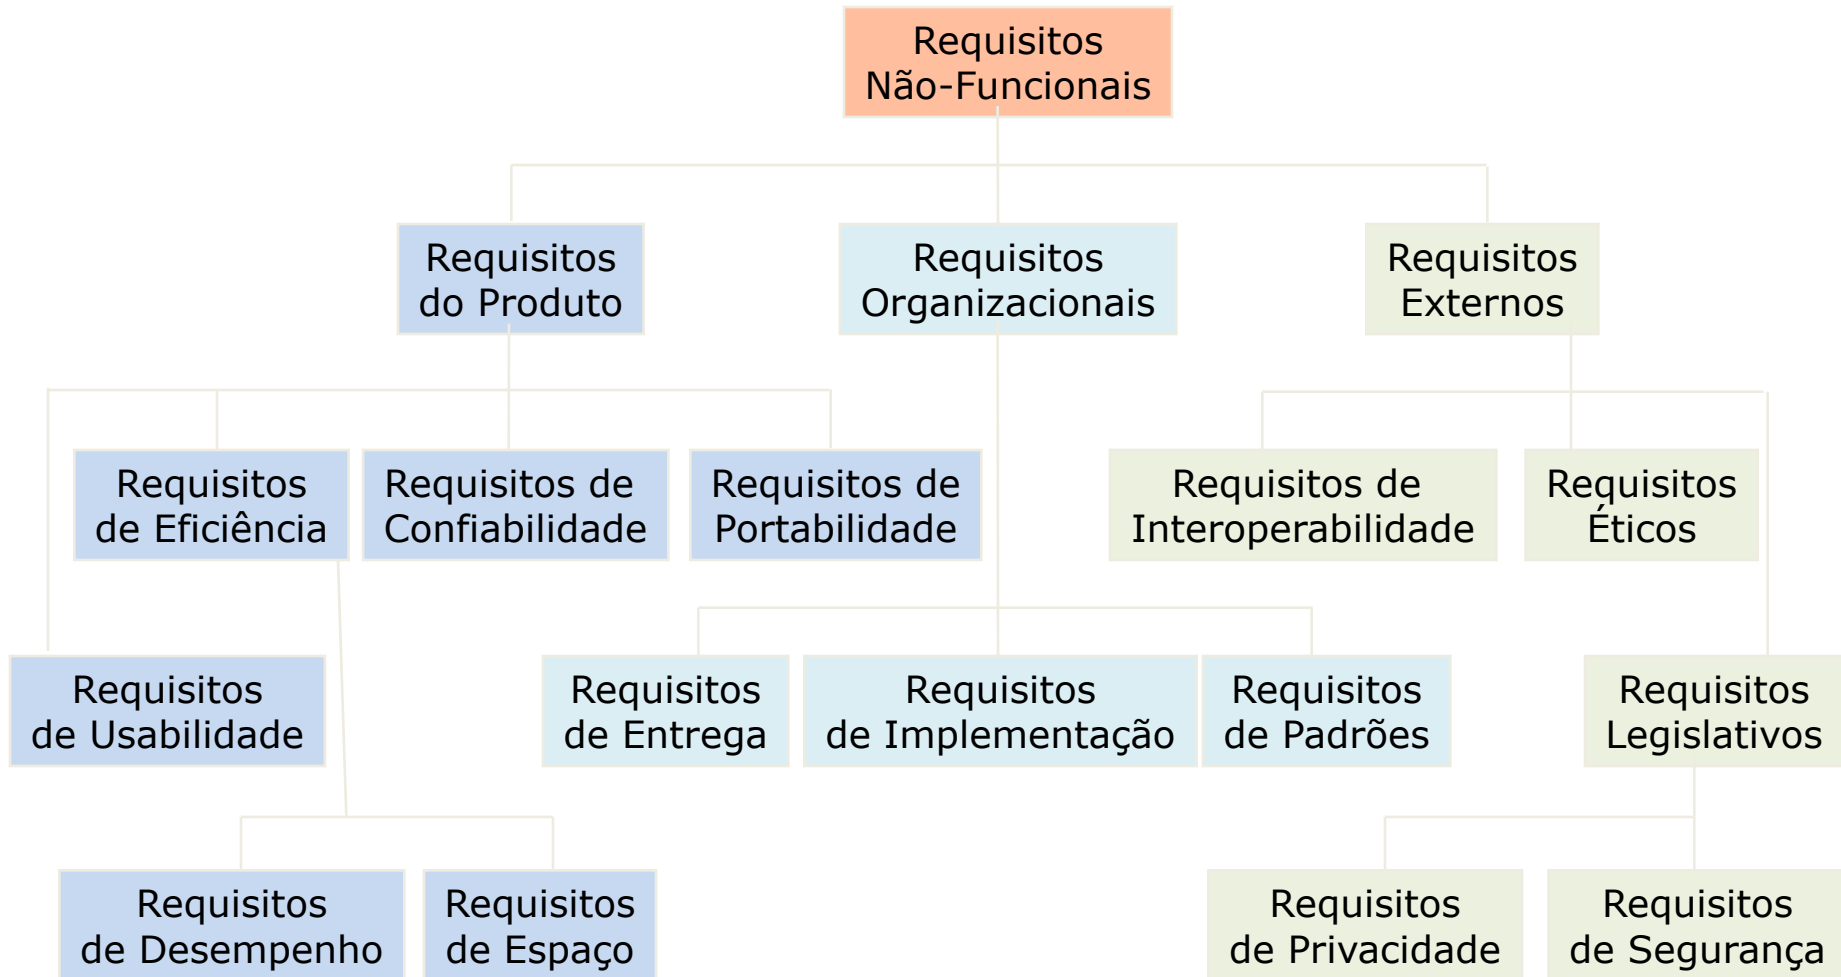 Requisitos
Não-Funcionais
Requisitos
do Produto
Requisitos
Organizacionais
Requisitos
Externos
Requisitos
de Eficiência
Requisitos de
Confiabilidade
Requisitos de
Portabilidade
Requisitos de
Interoperabilidade
Requisitos
Éticos
Requisitos
de Usabilidade
Requisitos
de Entrega
Requisitos
de Implementação
Requisitos
de Padrões
Requisitos
Legislativos
Requisitos
de Desempenho
Requisitos
de Espaço
Requisitos
de Privacidade
Requisitos
de Segurança